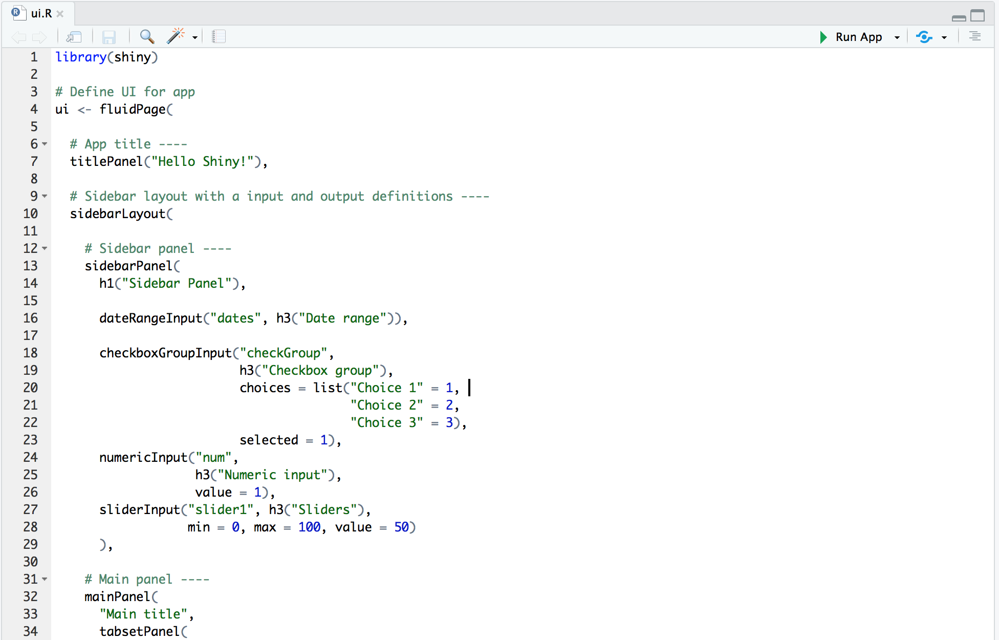 ui.R
Run App
1 library(shiny)
2
3 # Define UI for app
4 ui <- fluidPage(
5
6 # App title ----
7 titlePanel("Hello Shiny!"),
8
9 # Sidebar layout with a input and output definitions ----
10 sidebarLayout(
11
12 # Sidebar panel ----
13 sidebarPanel(
14 h1("Sidebar Panel"),
15
16 dateRangeInput("dates", h3("Date range")),
17
18 checkboxGroupInput("checkGroup",
19 h3("Checkbox group"),
20 choices = list("Choice 1" = 1,
21 "Choice 2" = 2,
22 "Choice 3" = 3),
23 selected = 1),
24 numericInput("num",
25 h3("Numeric input"),
26 value = 1),
27 sliderInput("slider1", h3("Sliders"),
28 min = 0, max = 100, value = 50)
29 ),
30
31 # Main panel ----
32 mainPanel(
33 "Main title",
34 tabsetPanel(